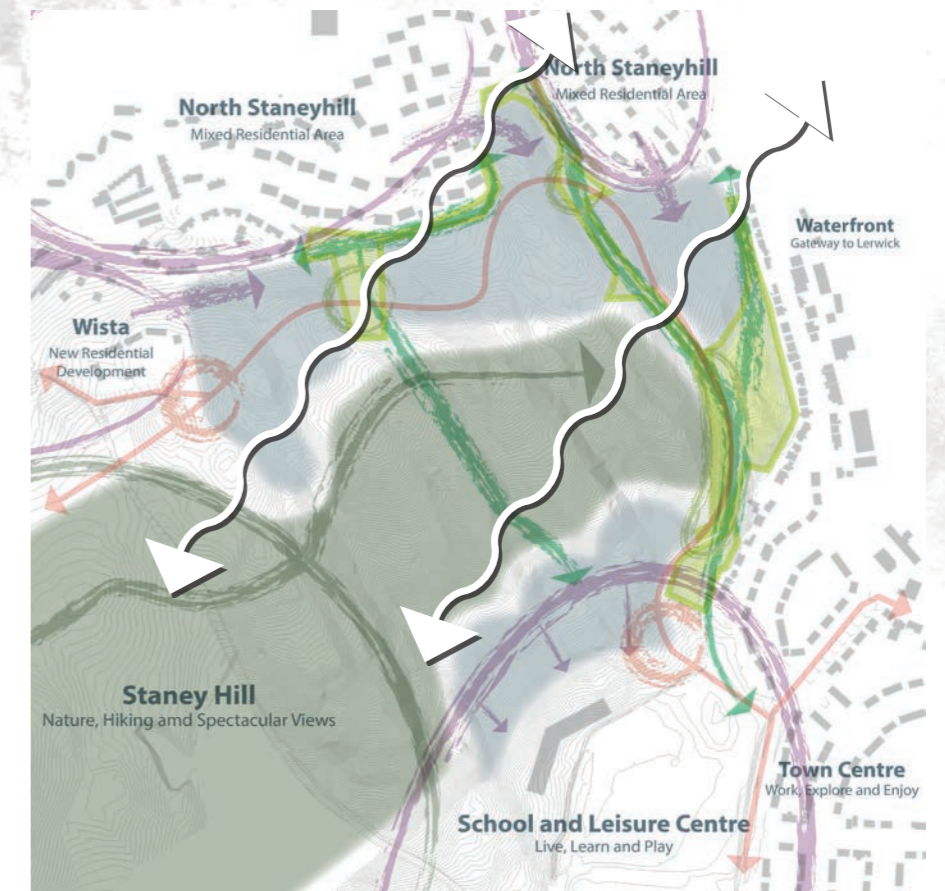 North Staneyhill
Mixed Residential Area
North Staneyhill
Mixed Residential Area
Waterfront
Gateway to Lerwick
Wista
New Residential
Development
Staney Hill
Nature, Hiking amd Spectacular Views
Town Centre
Work, Explore and Enjoy
School and Leisure Centre
Live, Learn and Play